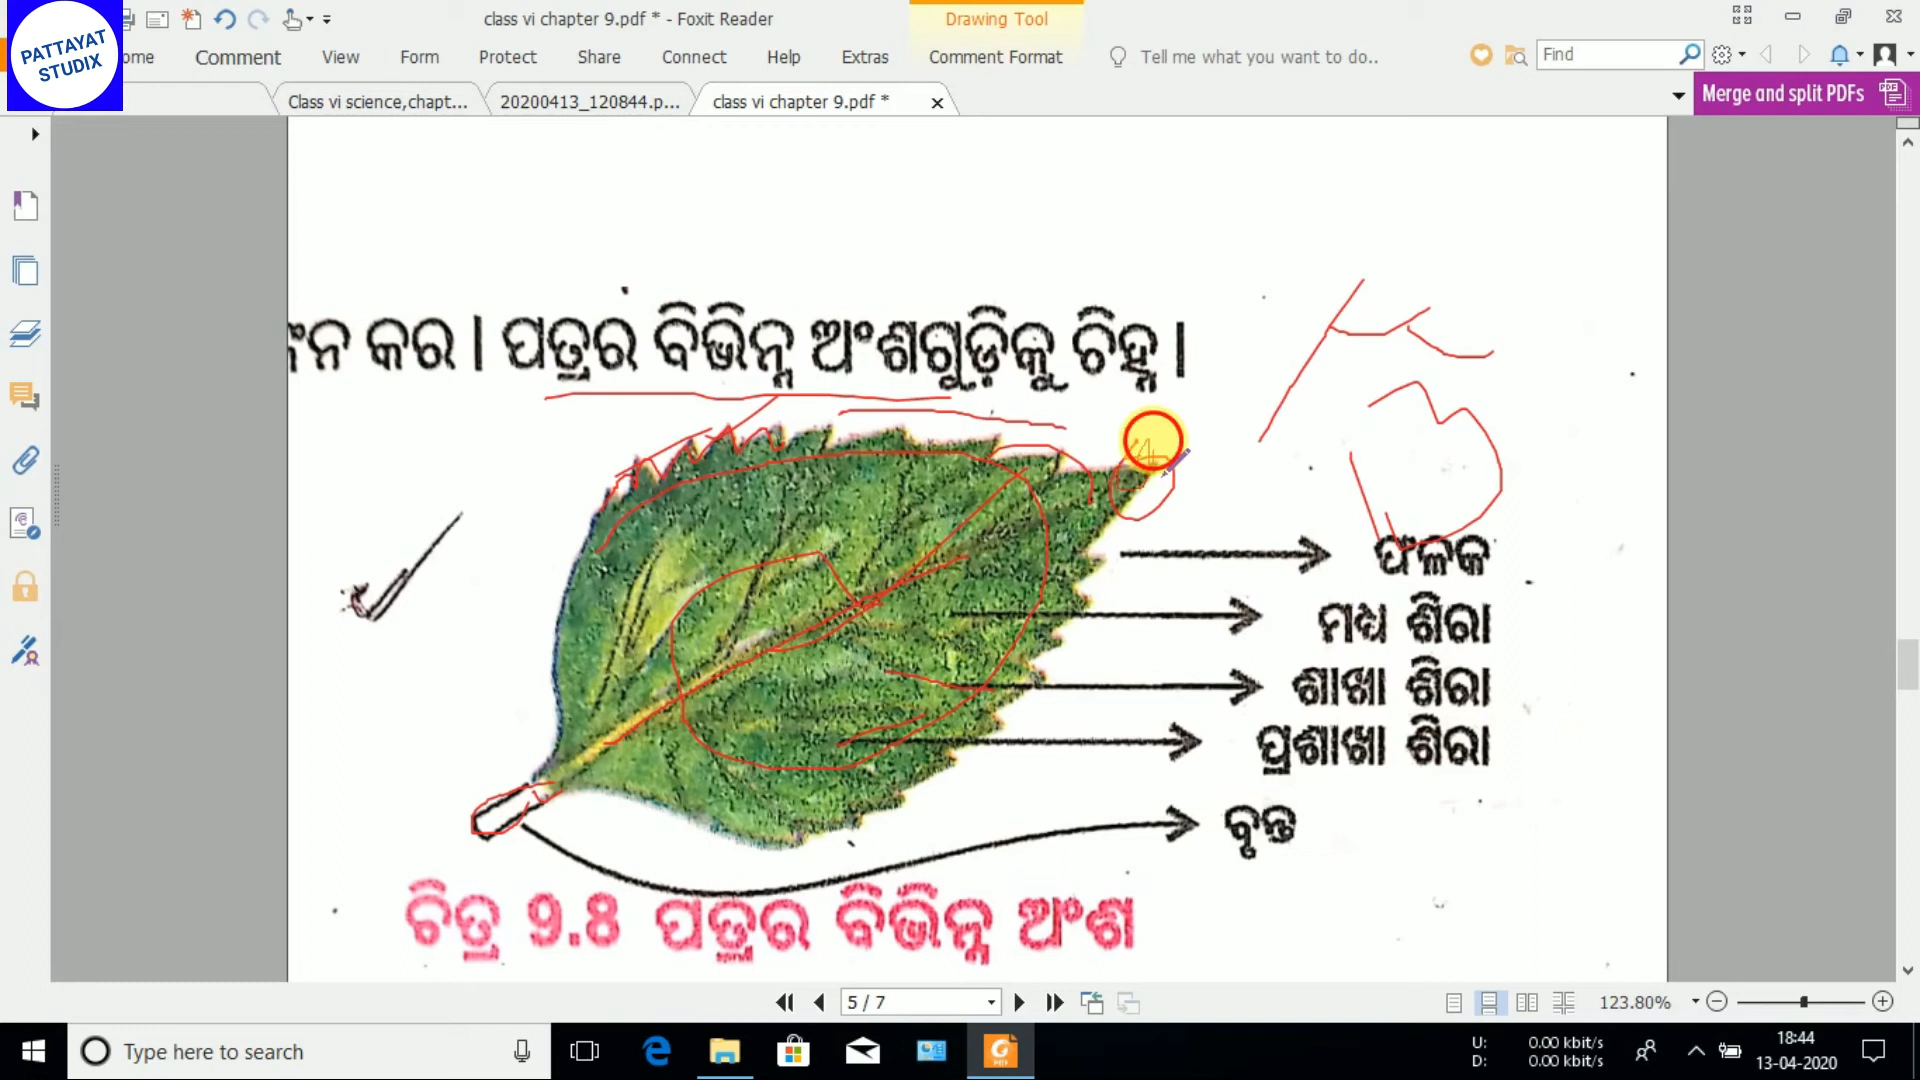 class vi chapter 9.pdf * - Foxit Reader
Drawing Tool
PATTAYAT
STUDIX
ome Comment View Form Protect Share Connect Help Extras Comment Format Tell me what you want to do.. Find
Class vi science,chapt... 20200413_120844.p... class vi chapter 9.pdf * Merge and split PDFs
ନ କର । ପତ୍ରର ବିଭିନ୍ନ ଅଂଶଗୁଡ଼ିକୁ ଚିହ୍ନ ।
B
ଫଳକ
ମଧ୍ୟ ଶିରା
ଶାଖା ଶିରା
ପ୍ରଶାଖା ଶିରା
ବୃନ୍ତ
ଚିତ୍ର 9.8 ପତ୍ରର ବିଭିନ୍ନ ଅଂଶ
5 / 7 123.80%
Type here to search
U: 0.00 kbit/s
D: 0.00 kbit/s
18:44
13-04-2020